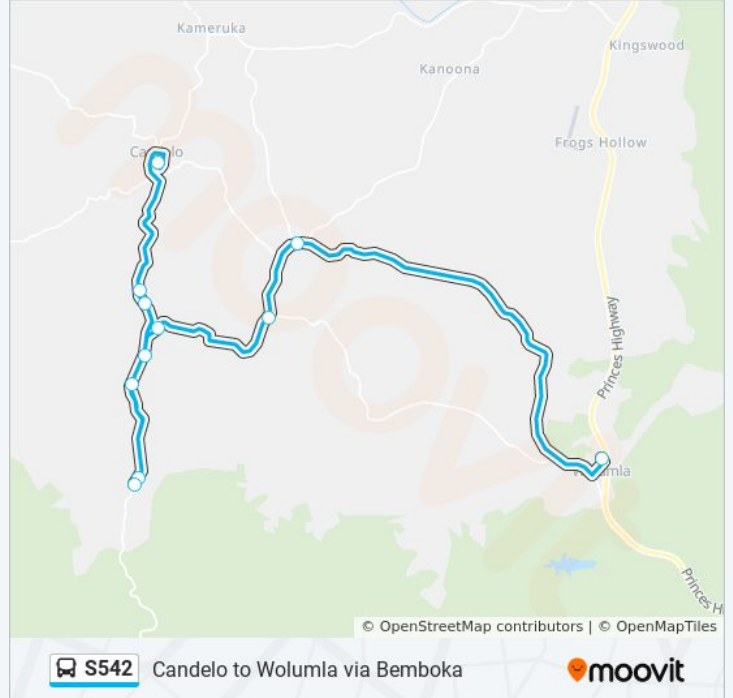 Kameruka
Kingswood
Kanoona
Frogs Hollow
Princes Highway
Princes H
© OpenStreetMap contributors | © OpenMapTiles
S542 Candelo to Wolumla via Bemboka
moovit